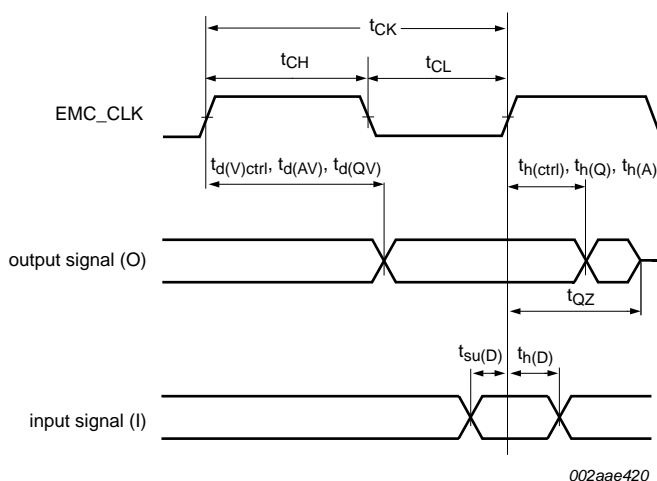 tCK
tCH
tCL
EMC_CLK
td(V)ctrl, td(AV), td(QV)
th(ctrl), th(Q), th(A)
output signal (O)
tQZ
tsu(D)
th(D)
input signal (I)
002aae420